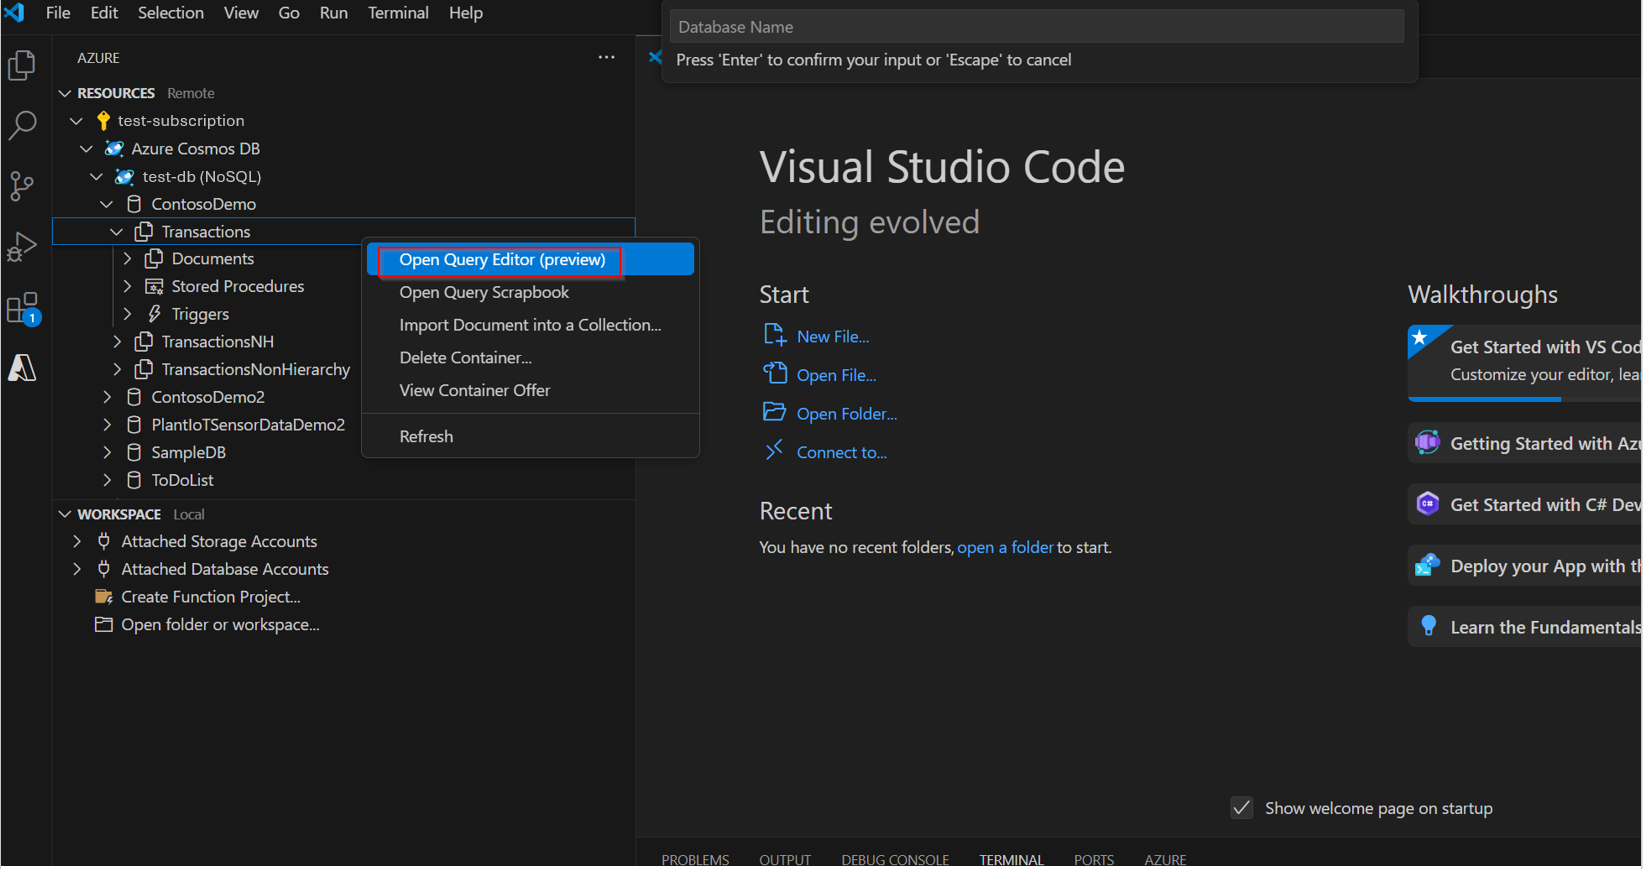 File Edit Selection View Go Run Terminal Help
Database Name
Press 'Enter' to confirm your input or 'Escape' to cancel
AZURE
RESOURCES Remote
test-subscription
Azure Cosmos DB
test-db (NoSQL)
ContosoDemo
Transactions
Documents
Stored Procedures
Triggers
TransactionsNH
TransactionsNonHierarchy
ContosoDemo2
PlantIoTSensorDataDemo2
SampleDB
ToDoList
Open Query Editor (preview)
Open Query Scrapbook
Import Document into a Collection...
Delete Container...
View Container Offer
Refresh
1
WORKSPACE Local
Attached Storage Accounts
Attached Database Accounts
Create Function Project...
Open folder or workspace...
Visual Studio Code
Editing evolved
Start
New File...
Open File...
Open Folder...
Connect to...
Recent
You have no recent folders, open a folder to start.
Walkthroughs
Get Started with VS Cod
Customize your editor, lea
Getting Started with Azu
C#
Get Started with C# Dev
Deploy your App with th
Learn the Fundamentals
Show welcome page on startup
PROBLEMS OUTPUT DEBUG CONSOLE TERMINAL PORTS AZURE